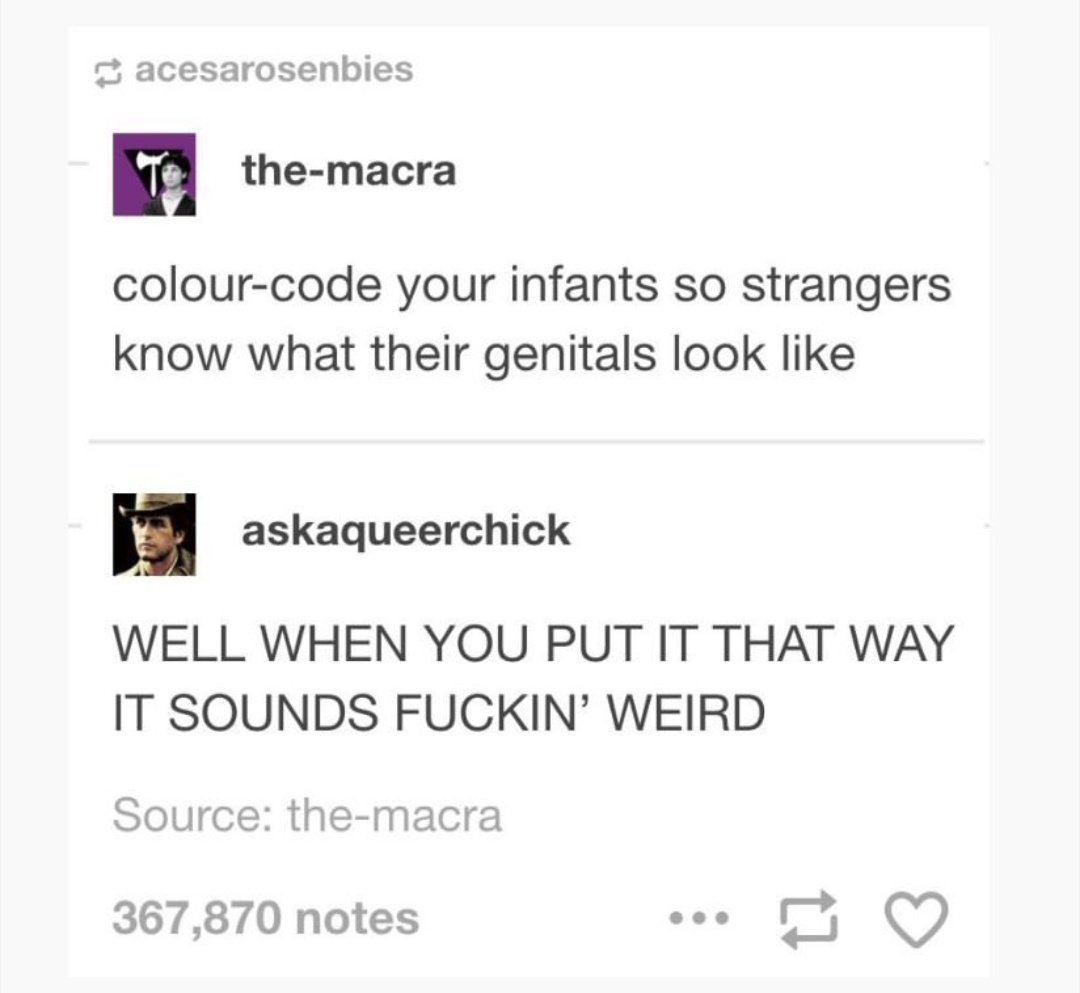 acesarosenbies
the-macra
colour-code your infants so strangers
know what their genitals look like
askaqueerchick
WELL WHEN YOU PUT IT THAT WAY
IT SOUNDS FUCKIN’ WEIRD
Source: the-macra
367,870 notes